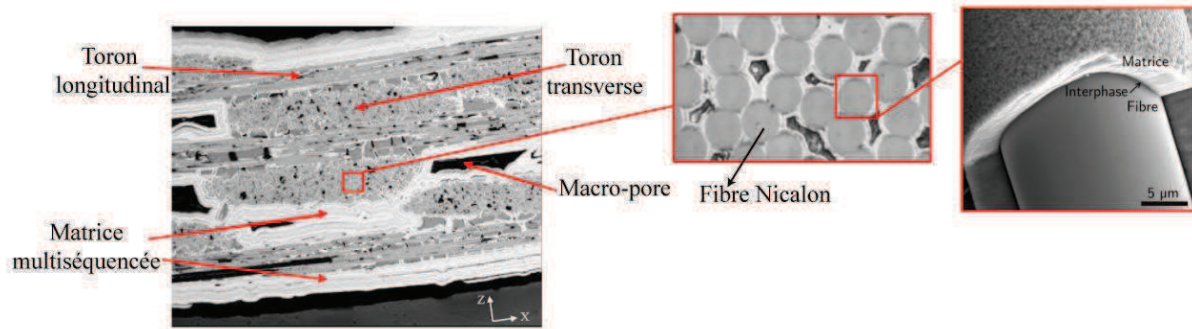 Toron
longitudinal
Toron
transverse
Macro-pore
Matrice
multiséquencée
Z
X
Fibre Nicalon
Matrice
Interphase
Fibre
5 µm